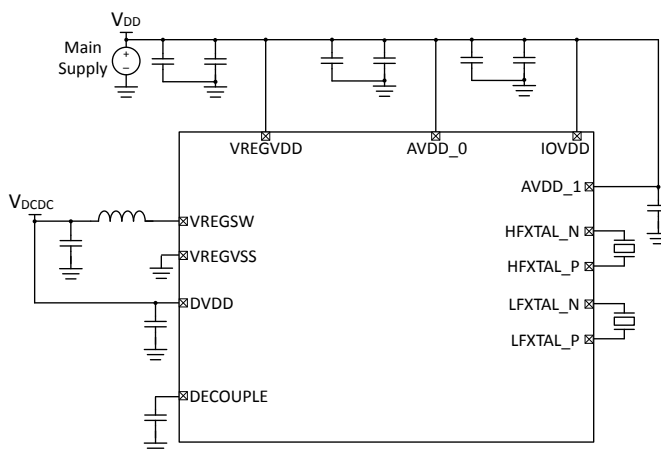 VDD
Main
Supply
+
−
VREGVDD
AVDD_0
IOVDD
AVDD_1
VDCDC
VREGSW
HFXTAL_N
VREGVSS
HFXTAL_P
DVDD
LFXTAL_N
LFXTAL_P
DECOUPLE